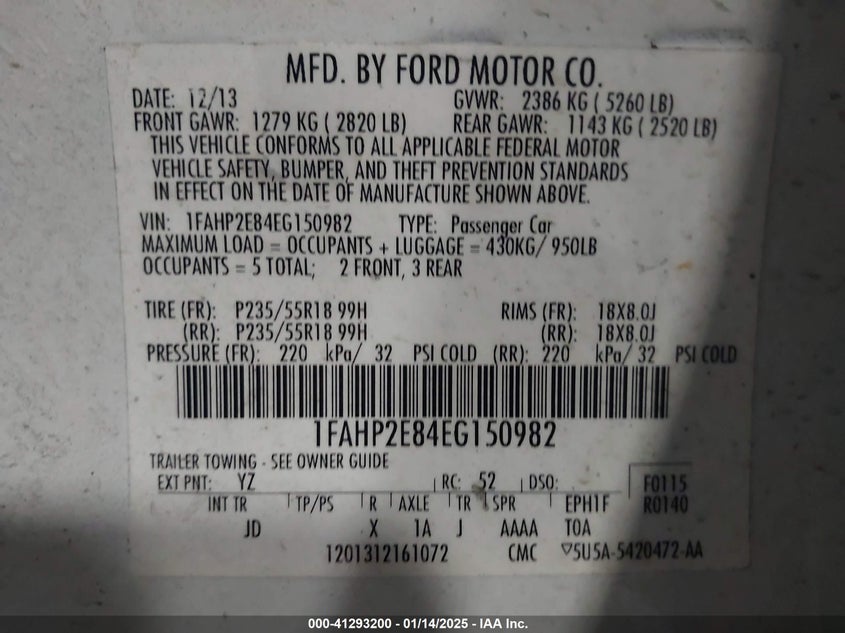 MFD. BY FORD MOTOR CO.
DATE: 12/13 GVWR: 2386 KG ( 5260 LB)
FRONT GAWR: 1279 KG ( 2820 LB) REAR GAWR: 1143 KG ( 2520 LB)
THIS VEHICLE CONFORMS TO ALL APPLICABLE FEDERAL MOTOR
VEHICLE SAFETY, BUMPER, AND THEFT PREVENTION STANDARDS
IN EFFECT ON THE DATE OF MANUFACTURE SHOWN ABOVE.
VIN: 1FAHP2E84EG150982 TYPE: Passenger Car
MAXIMUM LOAD = OCCUPANTS + LUGGAGE = 430KG/ 950LB
OCCUPANTS = 5 TOTAL; 2 FRONT, 3 REAR
TIRE (FR): P235/55R18 99H RIMS (FR): 18X8.0J
(RR): P235/55R18 99H (RR): 18X8.0J
PRESSURE (FR): 220 kPa/ 32 PSI COLD (RR): 220 kPa/ 32 PSI COLD
1FAHP2E84EG150982
TRAILER TOWING - SEE OWNER GUIDE
EXT PNT: YZ RC: 52 DSO: F0115
INT TR TP/PS R AXLE TR SPR EPH1F R0140
JD X 1A J AAAA T0A
1201312161072 CMC ▽5U5A-5420472-AA
000-41293200 - 01/14/2025 - IAA Inc.